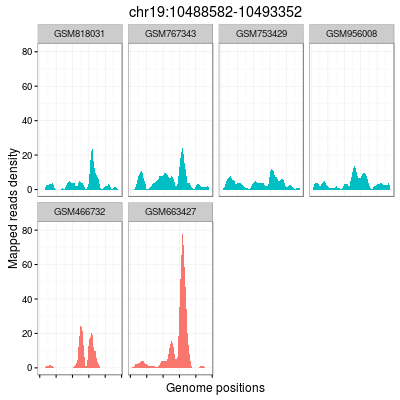 chr19:10488582-10493352
GSM818031 GSM767343 GSM753429 GSM956008
80
60
40
20
0
GSM466732 GSM663427
80
60
40
20
0
Mapped reads density
Genome positions